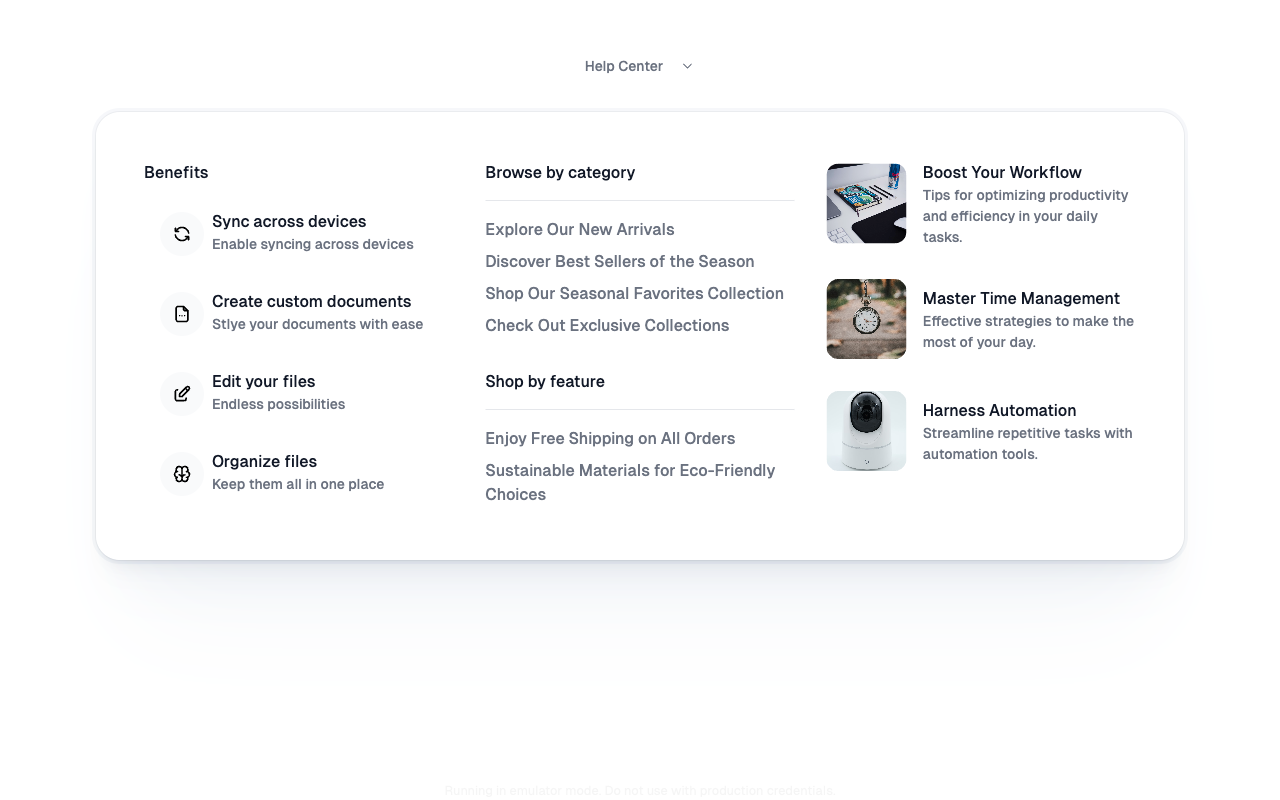 Help Center
Benefits
Sync across devices
Enable syncing across devices
Create custom documents
Stlye your documents with ease
Edit your files
Endless possibilities
Organize files
Keep them all in one place
Browse by category
Explore Our New Arrivals
Discover Best Sellers of the Season
Shop Our Seasonal Favorites Collection
Check Out Exclusive Collections
Shop by feature
Enjoy Free Shipping on All Orders
Sustainable Materials for Eco-Friendly
Choices
Boost Your Workflow
Tips for optimizing productivity
and efficiency in your daily
tasks.
Master Time Management
Effective strategies to make the
most of your day.
Harness Automation
Streamline repetitive tasks with
automation tools.
Running in emulator mode. Do not use with production credentials.